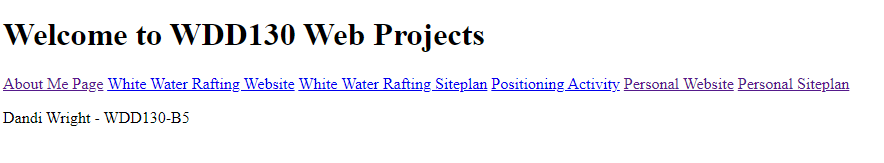 Welcome to WDD130 Web Projects
About Me Page White Water Rafting Website White Water Rafting Siteplan Positioning Activity Personal Website Personal Siteplan
Dandi Wright - WDD130-B5